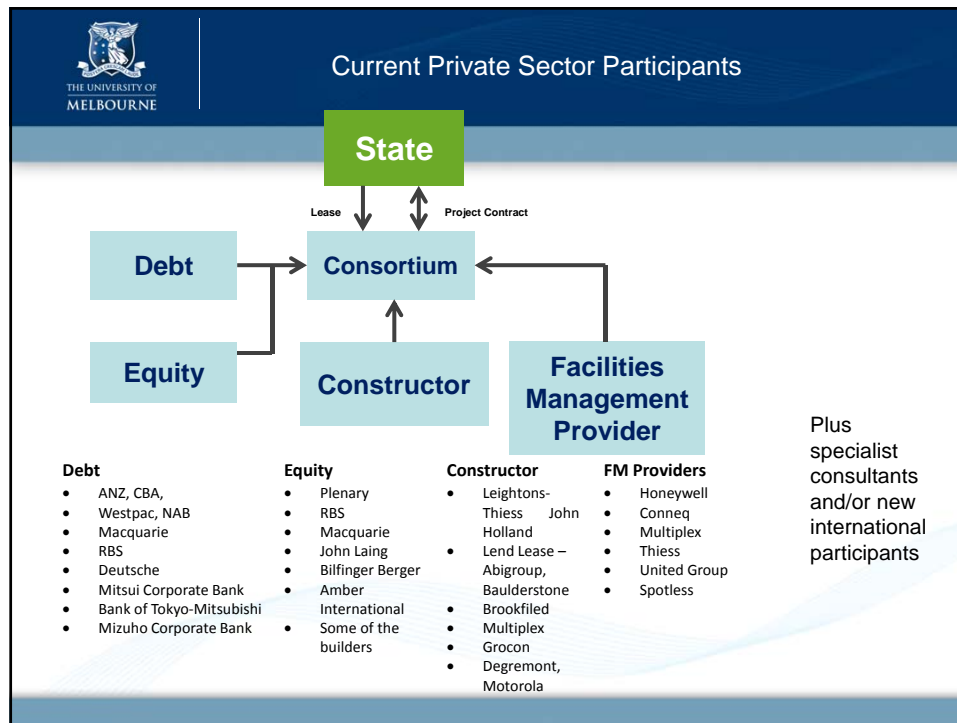 THE UNIVERSITY OF
MELBOURNE
Current Private Sector Participants
State
Lease
Project Contract
Debt
Consortium
Equity
Constructor
Facilities
Management
Provider
Debt
• ANZ, CBA,
• Westpac, NAB
• Macquarie
• RBS
• Deutsche
• Mitsui Corporate Bank
• Bank of Tokyo-Mitsubishi
• Mizuho Corporate Bank
Equity
• Plenary
• RBS
• Macquarie
• John Laing
• Bilfinger Berger
• Amber
International
• Some of the
builders
Constructor
• Leightons-
Thiess John
Holland
• Lend Lease –
Abigroup,
Baulderstone
• Brookfiled
• Multiplex
• Grocon
• Degremont,
Motorola
FM Providers
• Honeywell
• Conneq
• Multiplex
• Thiess
• United Group
• Spotless
Plus
specialist
consultants
and/or new
international
participants